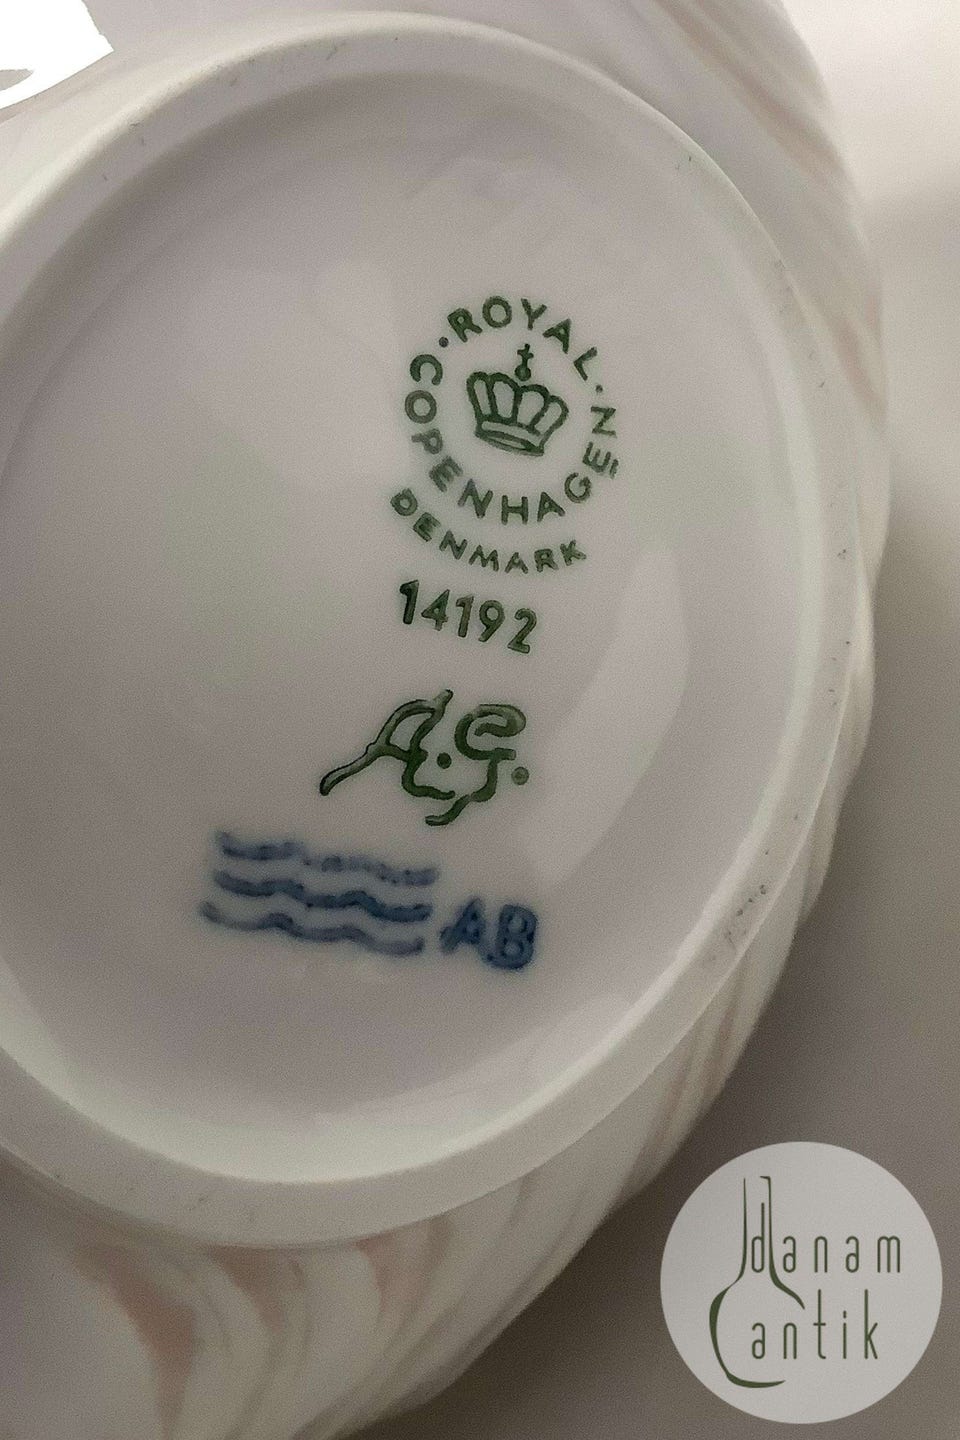 ROYAL
COPENHAGEN
DENMARK
14192
A.G.
AB
danam
antik